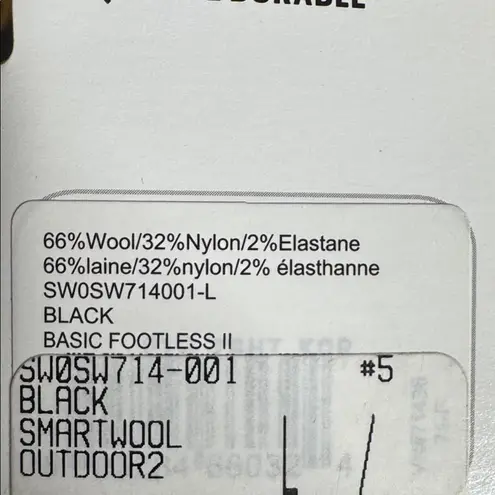 DURABLE
66%Wool/32%Nylon/2%Elastane
66%laine/32%nylon/2% élasthanne
SW0SW714001-L
BLACK
BASIC FOOTLESS II
SW0SW714-001 #5
BLACK
SMARTWOOL
OUTDOOR2